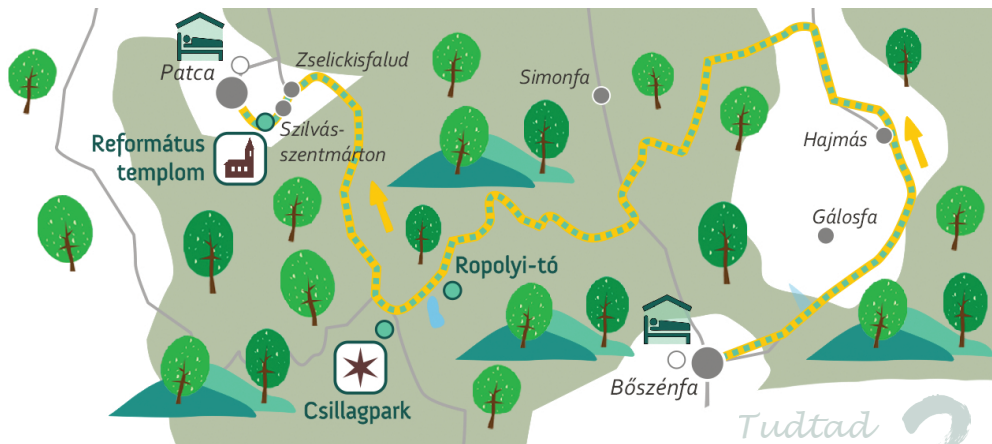 Zselickisfalud
Patca
Simonfa
Szilvás-
szentmárton
Református
templom
Hajmás
Gálosfa
Ropolyi-tó
Bőszénfa
Csillagpark
Tudtad
?